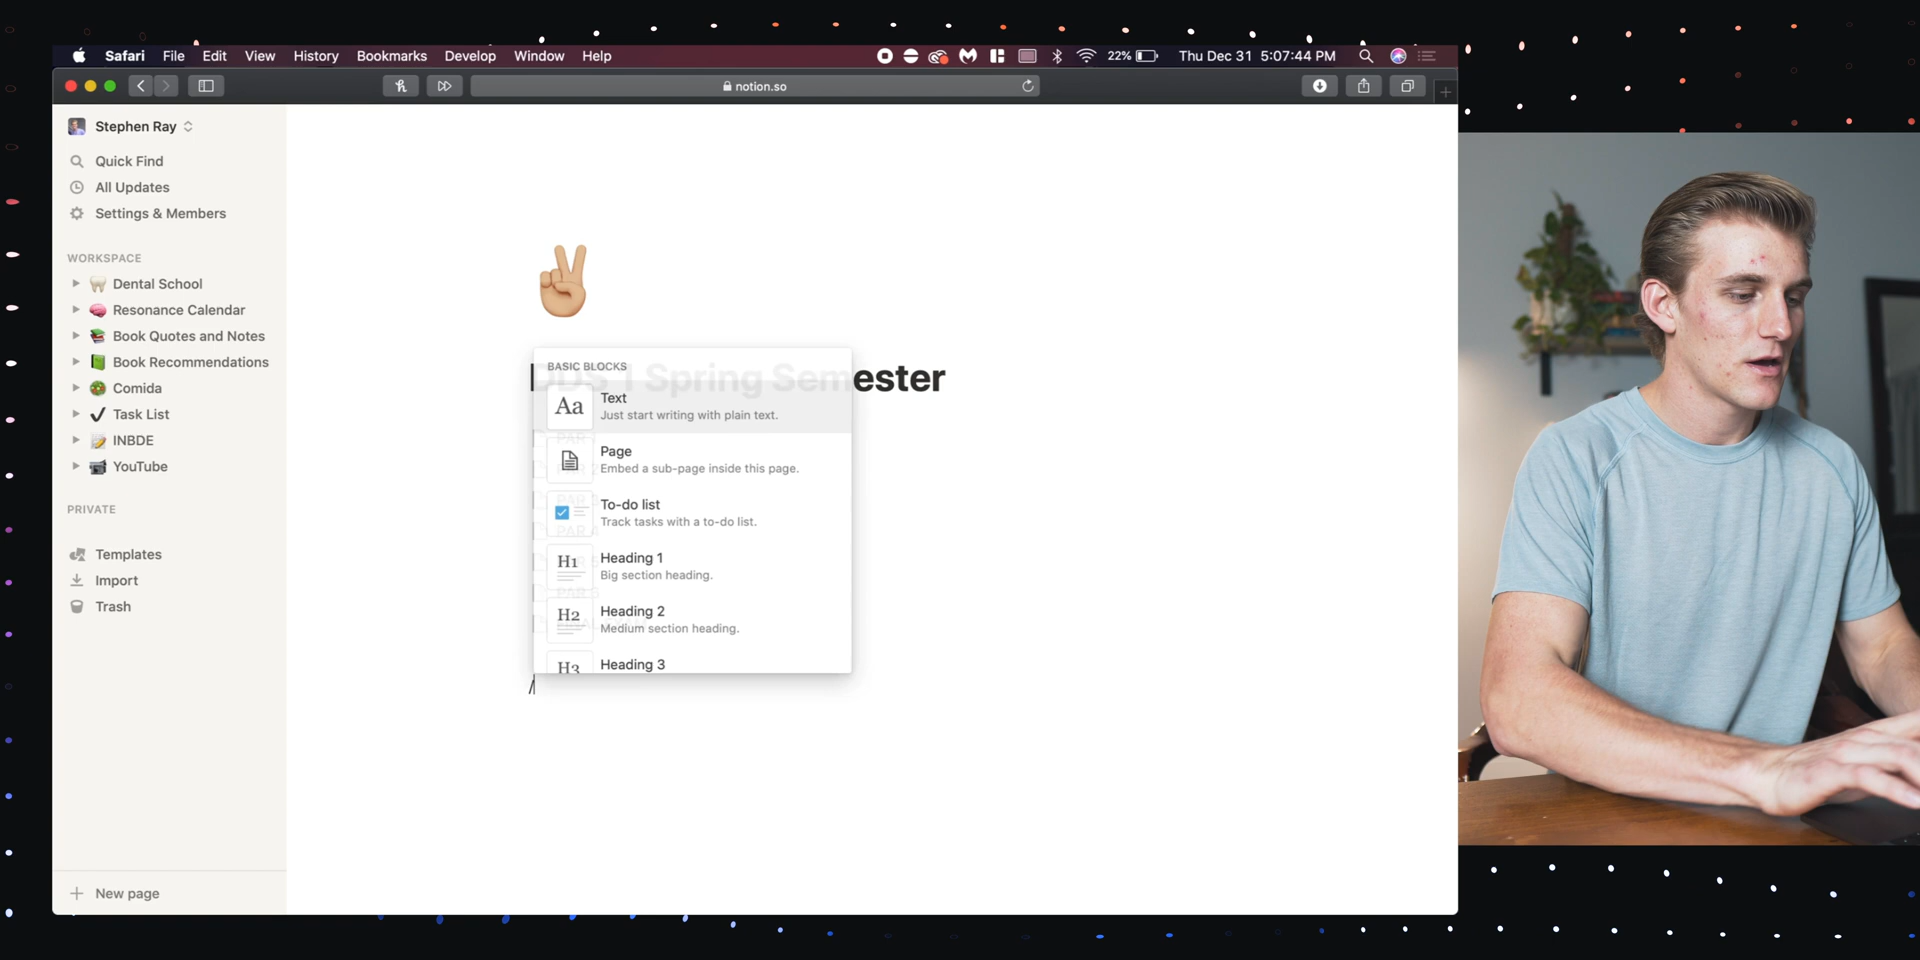 Safari File Edit View History Bookmarks Develop Window Help 22% Thu Dec 31 5:07:44 PM
notion.so
Stephen Ray
Quick Find
All Updates
Settings & Members
WORKSPACE
Dental School
Resonance Calendar
Book Quotes and Notes
Book Recommendations
Comida
Task List
INBDE
YouTube
PRIVATE
Templates
Import
Trash
New page
DDS 1 Spring Semester
BASIC BLOCKS
Aa Text
Just start writing with plain text.
Page
Embed a sub-page inside this page.
To-do list
Track tasks with a to-do list.
H1 Heading 1
Big section heading.
H2 Heading 2
Medium section heading.
H3 Heading 3
/